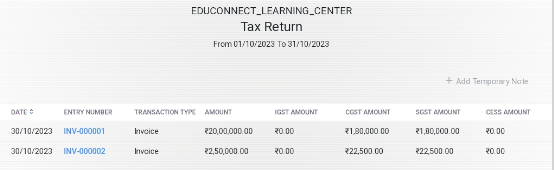 EDUCONNECT_LEARNING_CENTER
Tax Return
From 01/10/2023 To 31/10/2023
+ Add Temporary Note
DATE ENTRY NUMBER TRANSACTION TYPE AMOUNT IGST AMOUNT CGST AMOUNT SGST AMOUNT CESS AMOUNT
30/10/2023 INV-000001 Invoice ₹20,00,000.00 ₹0.00 ₹1,80,000.00 ₹1,80,000.00 ₹0.00
30/10/2023 INV-000002 Invoice ₹2,50,000.00 ₹0.00 ₹22,500.00 ₹22,500.00 ₹0.00